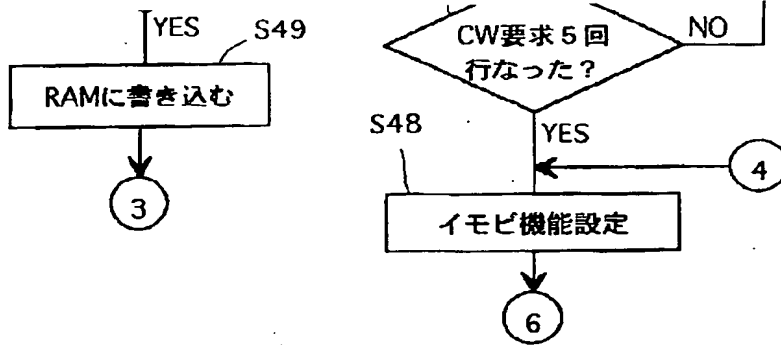 YES
S49
RAMに書き込む
3
CW要求5回
行なった?
NO
YES
S48
4
イモビ機能設定
6